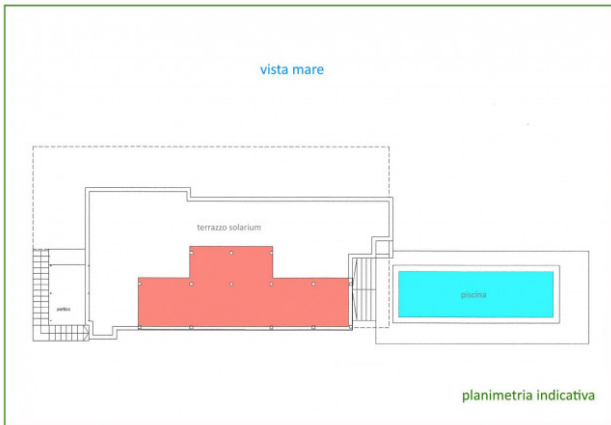 vista mare
terrazzo solarium
piscina
portico
planimetria indicativa